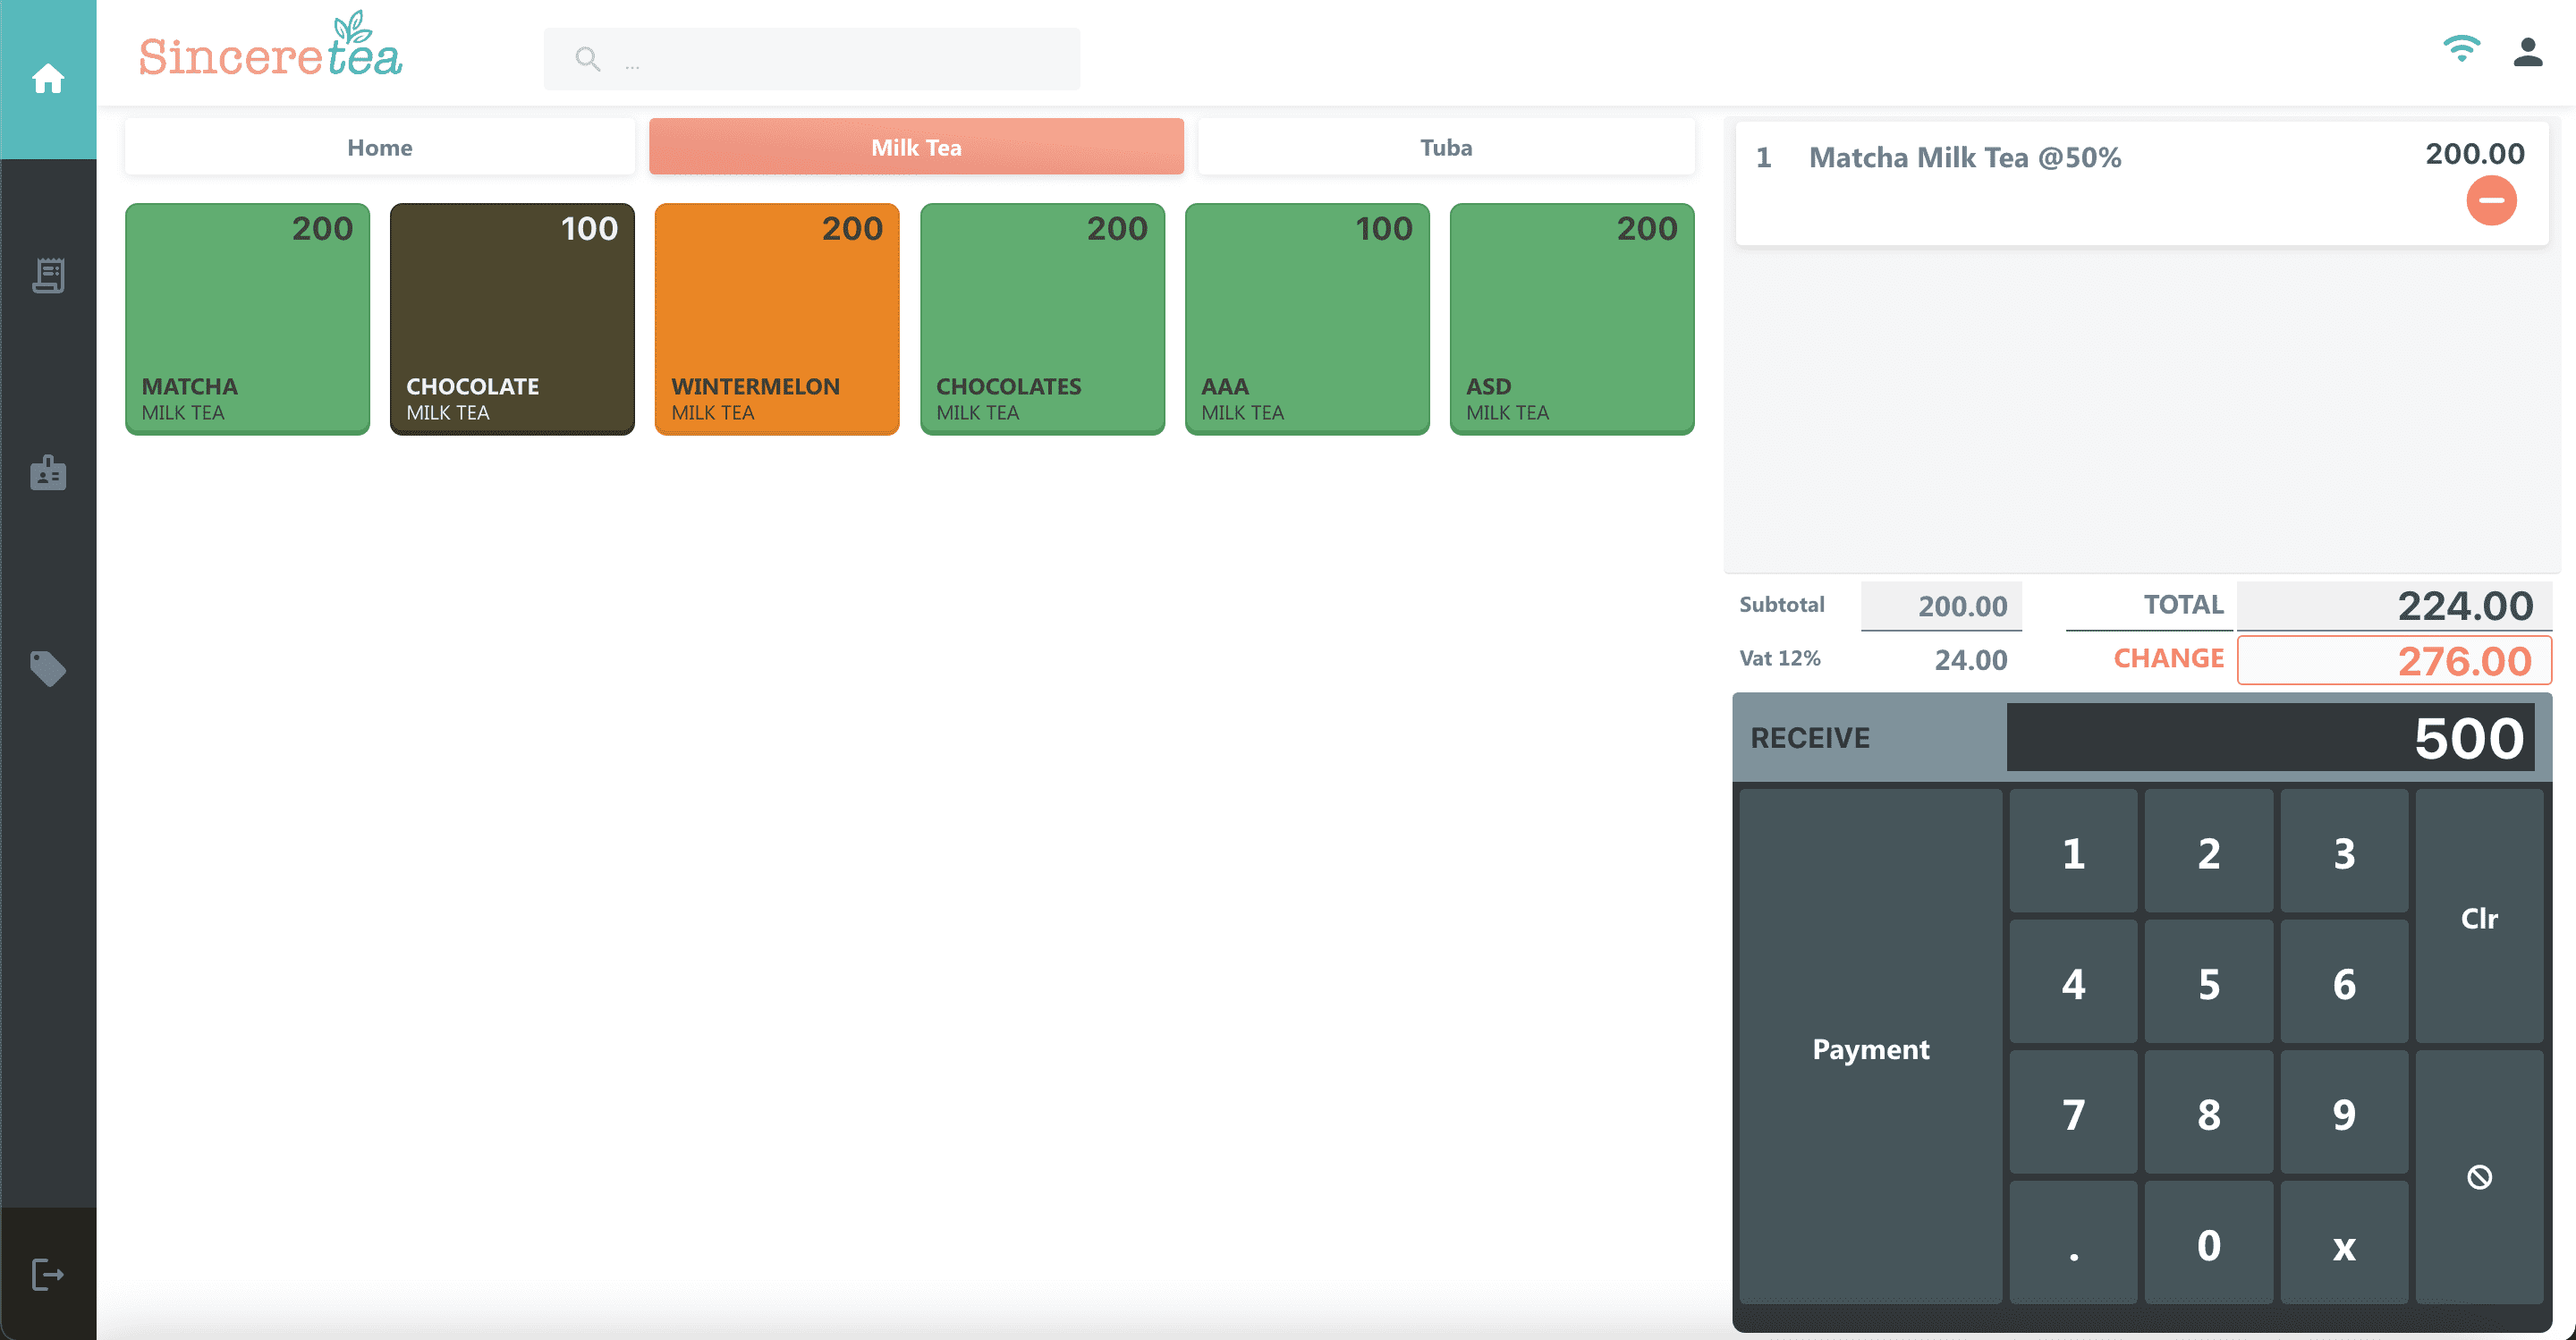 Sinceretea
...
Home
Milk Tea
Tuba
200
MATCHA
MILK TEA
100
CHOCOLATE
MILK TEA
200
WINTERMELON
MILK TEA
200
CHOCOLATES
MILK TEA
100
AAA
MILK TEA
200
ASD
MILK TEA
1 Matcha Milk Tea @50% 200.00
Subtotal 200.00 TOTAL 224.00
Vat 12% 24.00 CHANGE 276.00
RECEIVE 500
1 2 3
Clr
4 5 6
Payment
7 8 9
. 0 x